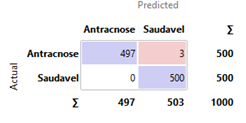 Predicted
Antracnose Saudavel Σ
Antracnose 497 3 500
Actual
Saudavel 0 500 500
Σ 497 503 1000